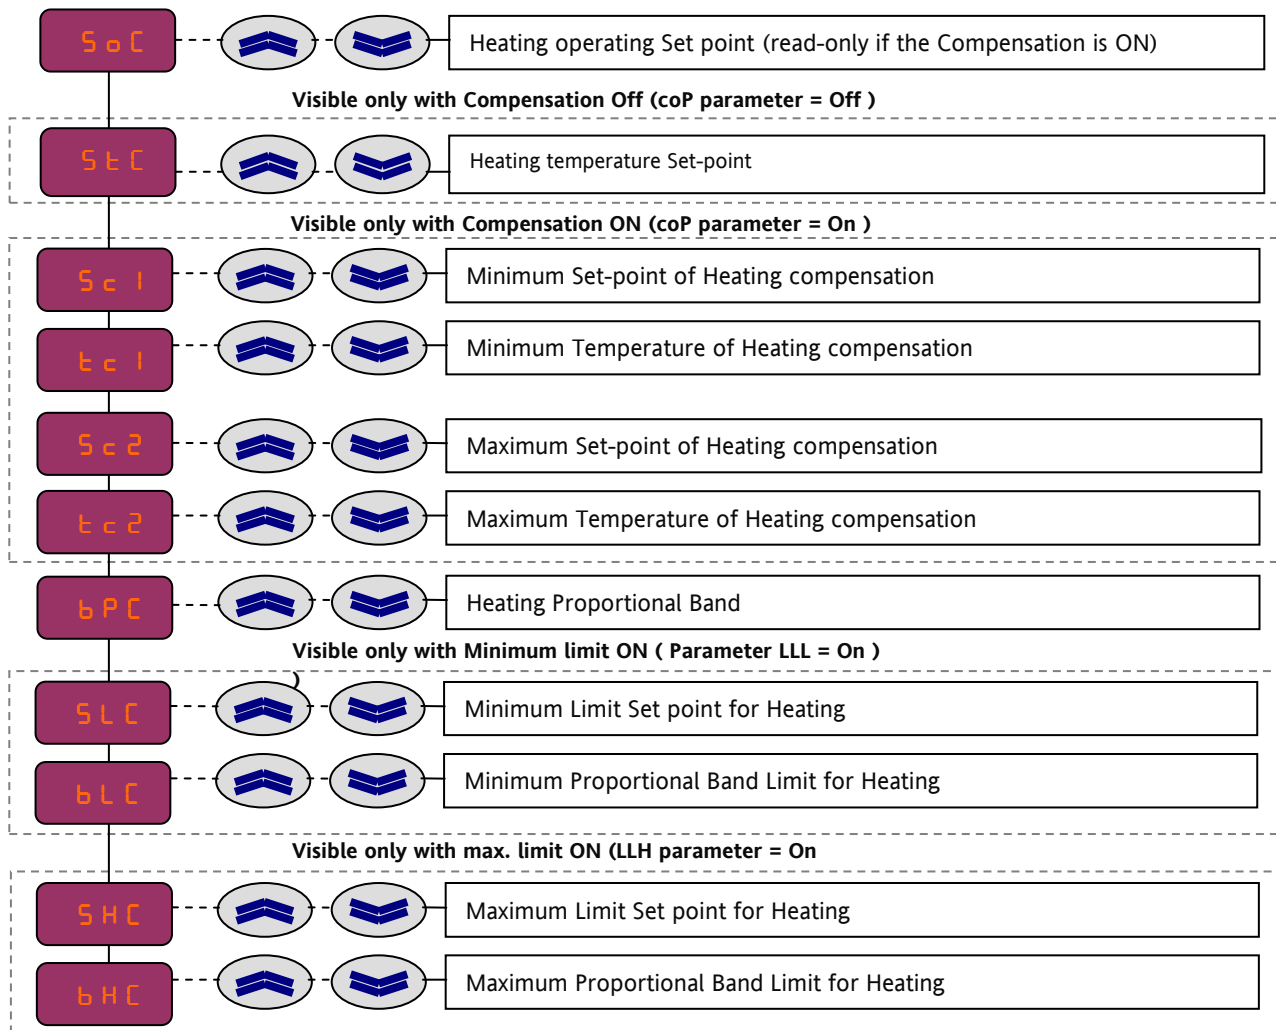 SoC Heating operating Set point (read-only if the Compensation is ON)
Visible only with Compensation Off (coP parameter = Off )
StC Heating temperature Set-point
Visible only with Compensation ON (coP parameter = On )
Sc1 Minimum Set-point of Heating compensation
tc1 Minimum Temperature of Heating compensation
Sc2 Maximum Set-point of Heating compensation
tc2 Maximum Temperature of Heating compensation
bPC Heating Proportional Band
Visible only with Minimum limit ON ( Parameter LLL = On )
)
SLC Minimum Limit Set point for Heating
bLC Minimum Proportional Band Limit for Heating
Visible only with max. limit ON (LLH parameter = On
SHC Maximum Limit Set point for Heating
bHC Maximum Proportional Band Limit for Heating